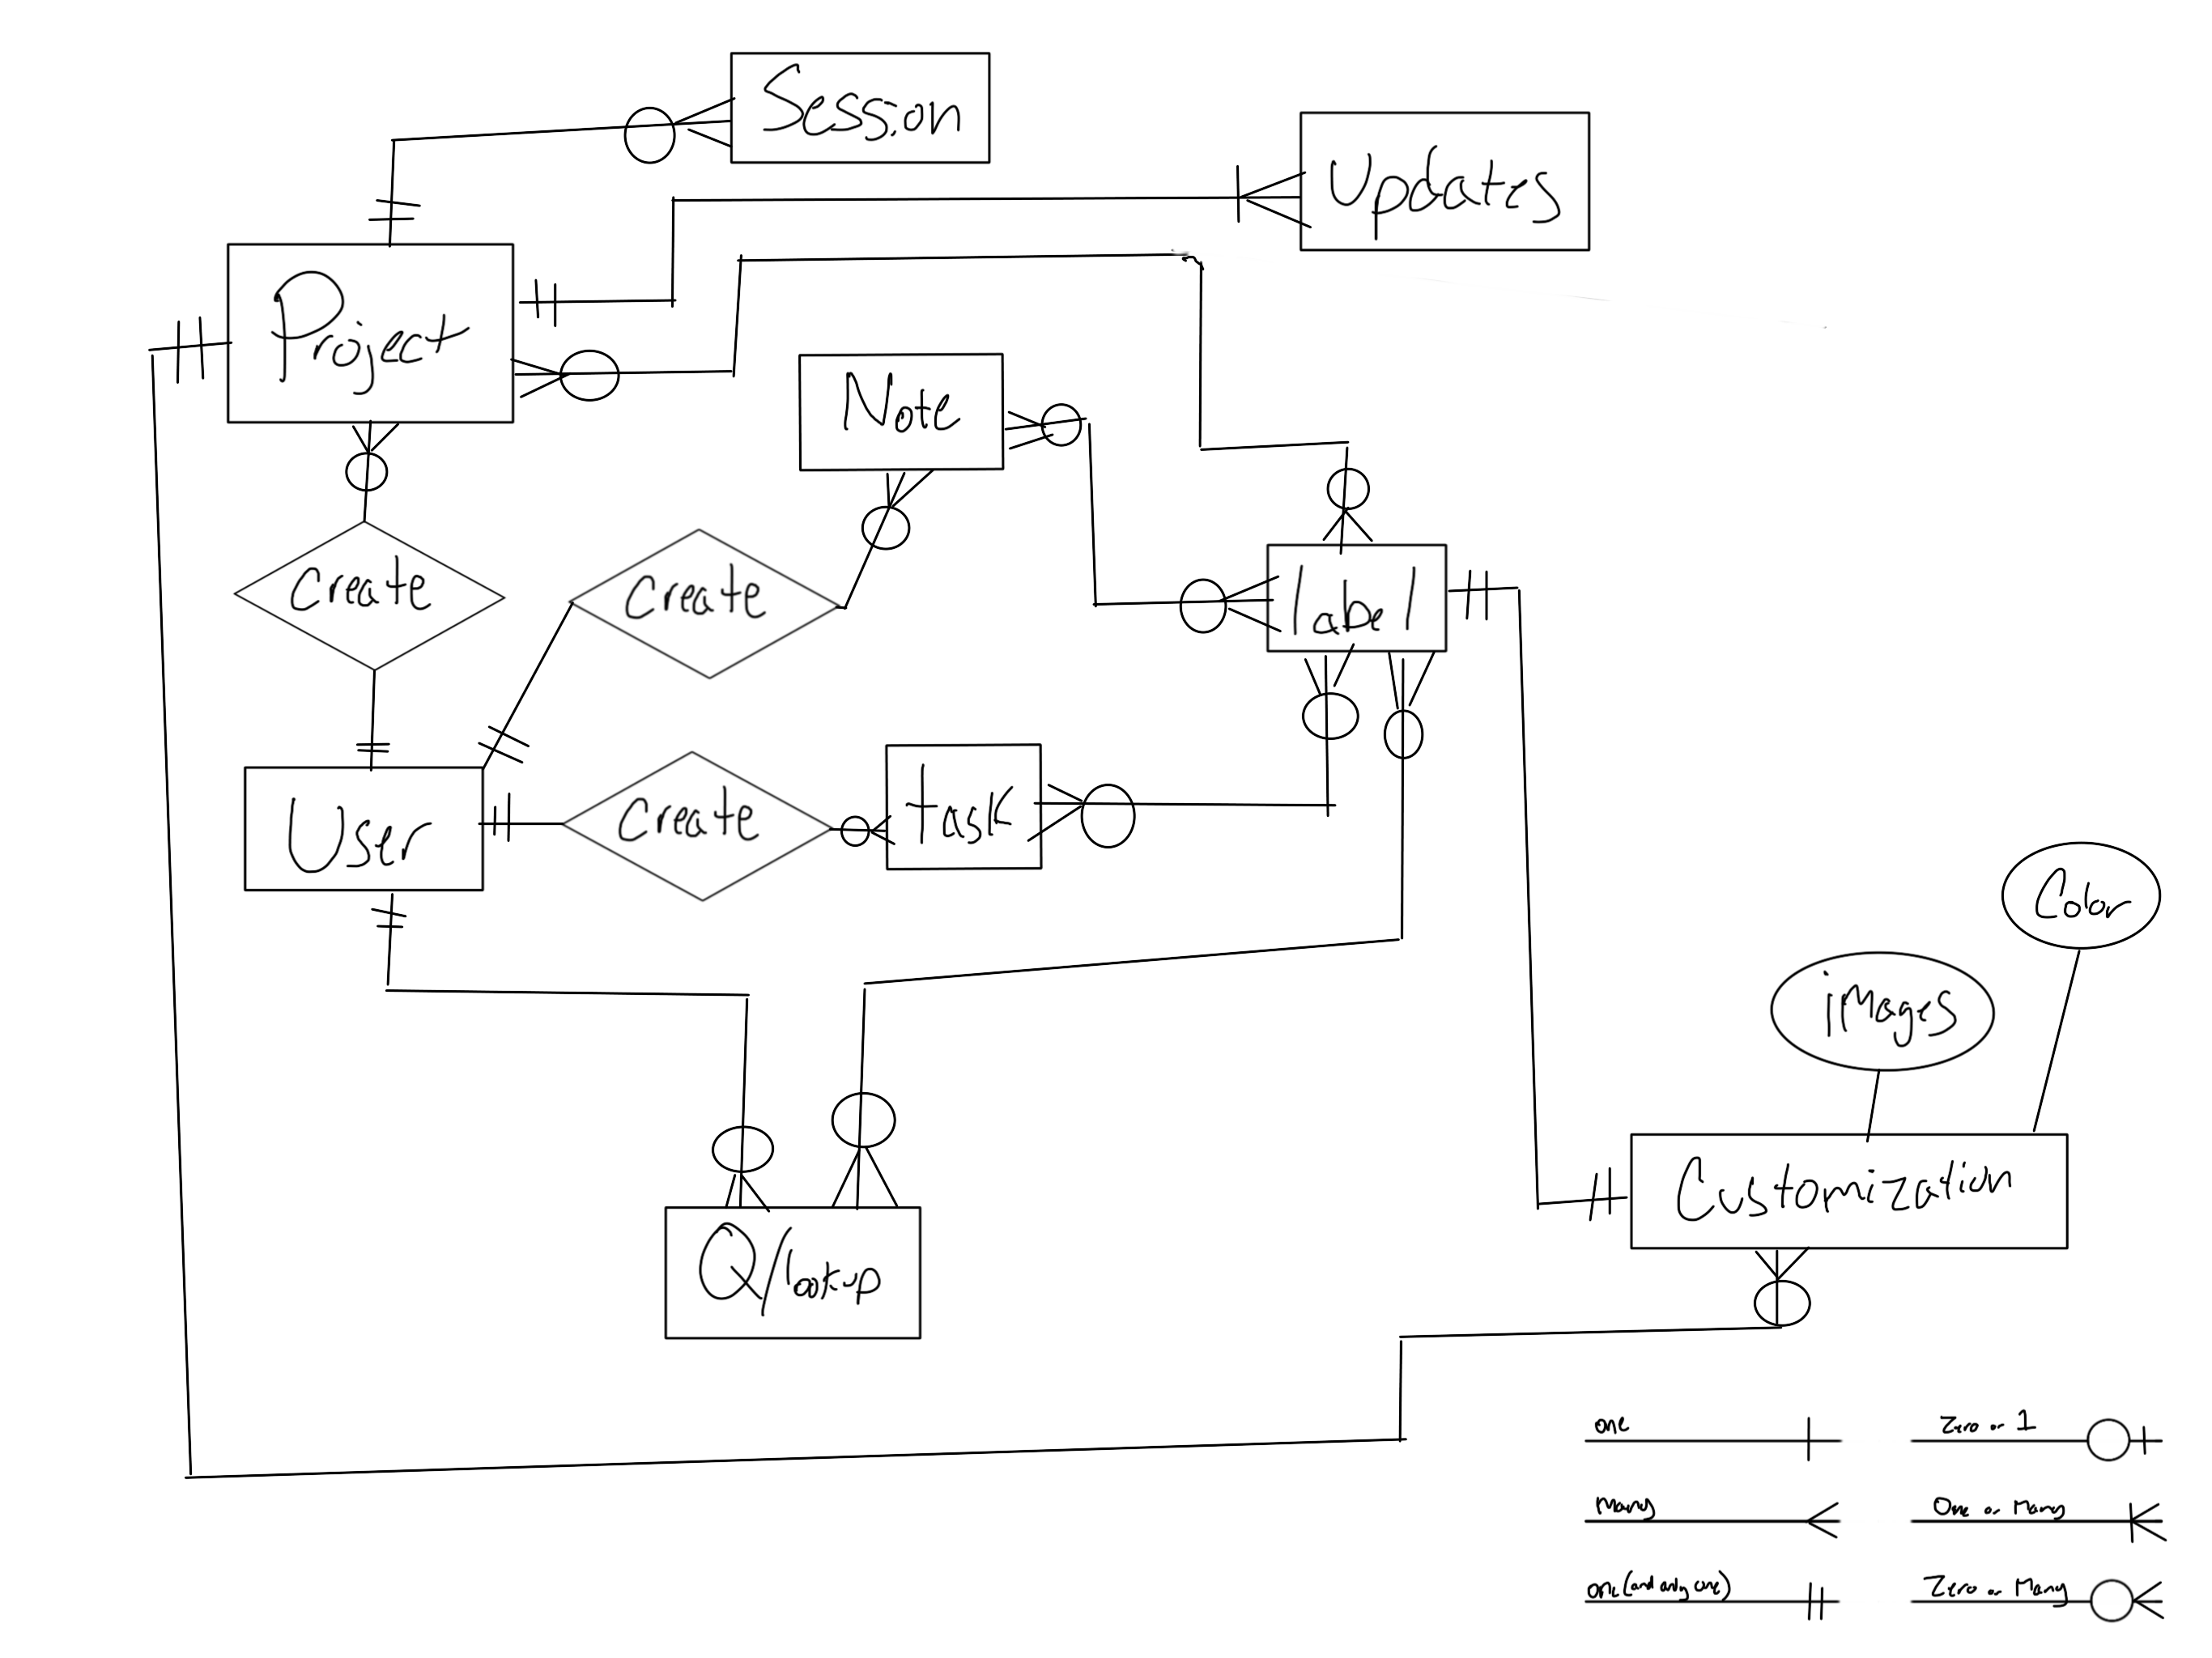 Session
Updates
Project
Note
Create
Create
label
User
Create
task
Color
images
Customization
Q/lookup
one
Zero or 1
Many
One or Many
one (and only one)
Zero or Many